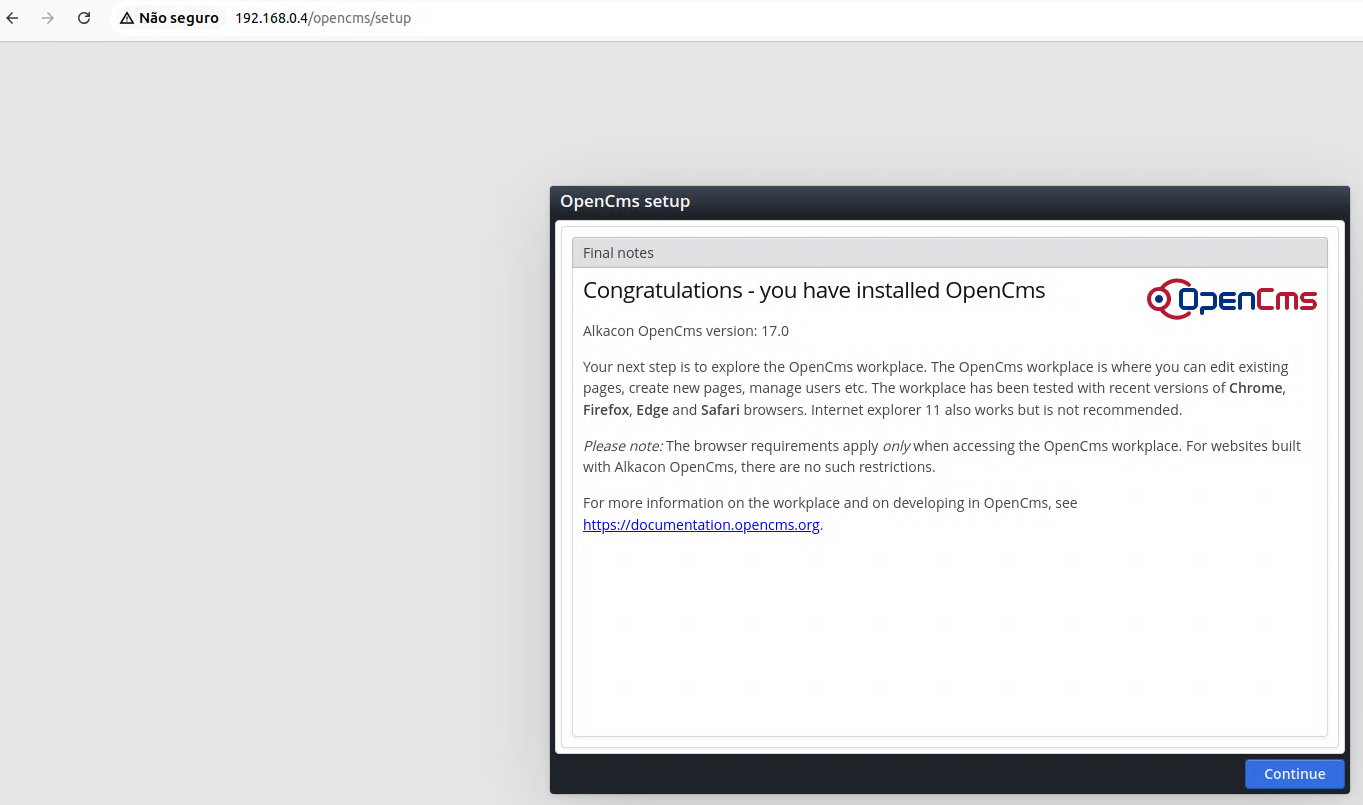 Não seguro 192.168.0.4/opencms/setup
OpenCms setup
Final notes
Congratulations - you have installed OpenCms
OpenCms
Alkacon OpenCms version: 17.0
Your next step is to explore the OpenCms workplace. The OpenCms workplace is where you can edit existing
pages, create new pages, manage users etc. The workplace has been tested with recent versions of Chrome,
Firefox, Edge and Safari browsers. Internet explorer 11 also works but is not recommended.
Please note: The browser requirements apply only when accessing the OpenCms workplace. For websites built
with Alkacon OpenCms, there are no such restrictions.
For more information on the workplace and on developing in OpenCms, see
https://documentation.opencms.org.
Continue